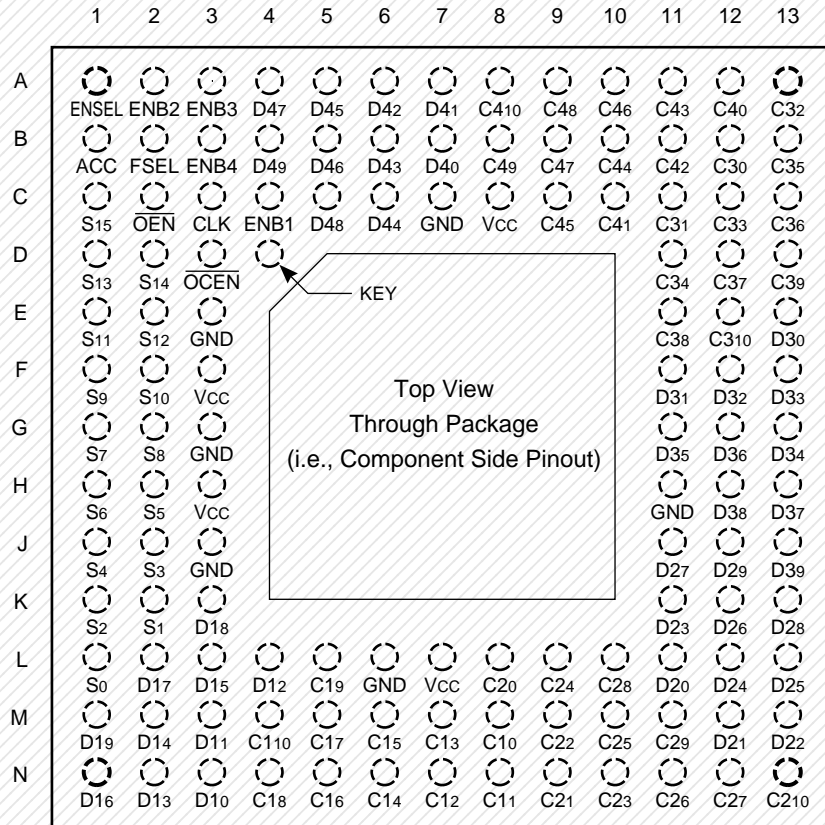 1 2 3 4 5 6 7 8 9 10 11 12 13
A
ENSEL ENB2 ENB3 D47 D45 D42 D41 C410 C48 C46 C43 C40 C32
B
ACC FSEL ENB4 D49 D46 D43 D40 C49 C47 C44 C42 C30 C35
C
S15 OEN CLK ENB1 D48 D44 GND VCC C45 C41 C31 C33 C36
D
KEY
S13 S14 OCEN C34 C37 C39
E
S11 S12 GND C38 C310 D30
F
S9 S10 VCC D31 D32 D33
Top View
Through Package
(i.e., Component Side Pinout)
G
S7 S8 GND D35 D36 D34
H
S6 S5 VCC GND D38 D37
J
S4 S3 GND D27 D29 D39
K
S2 S1 D18 D23 D26 D28
L
S0 D17 D15 D12 C19 GND VCC C20 C24 C28 D20 D24 D25
M
D19 D14 D11 C110 C17 C15 C13 C10 C22 C25 C29 D21 D22
N
D16 D13 D10 C18 C16 C14 C12 C11 C21 C23 C26 C27 C210